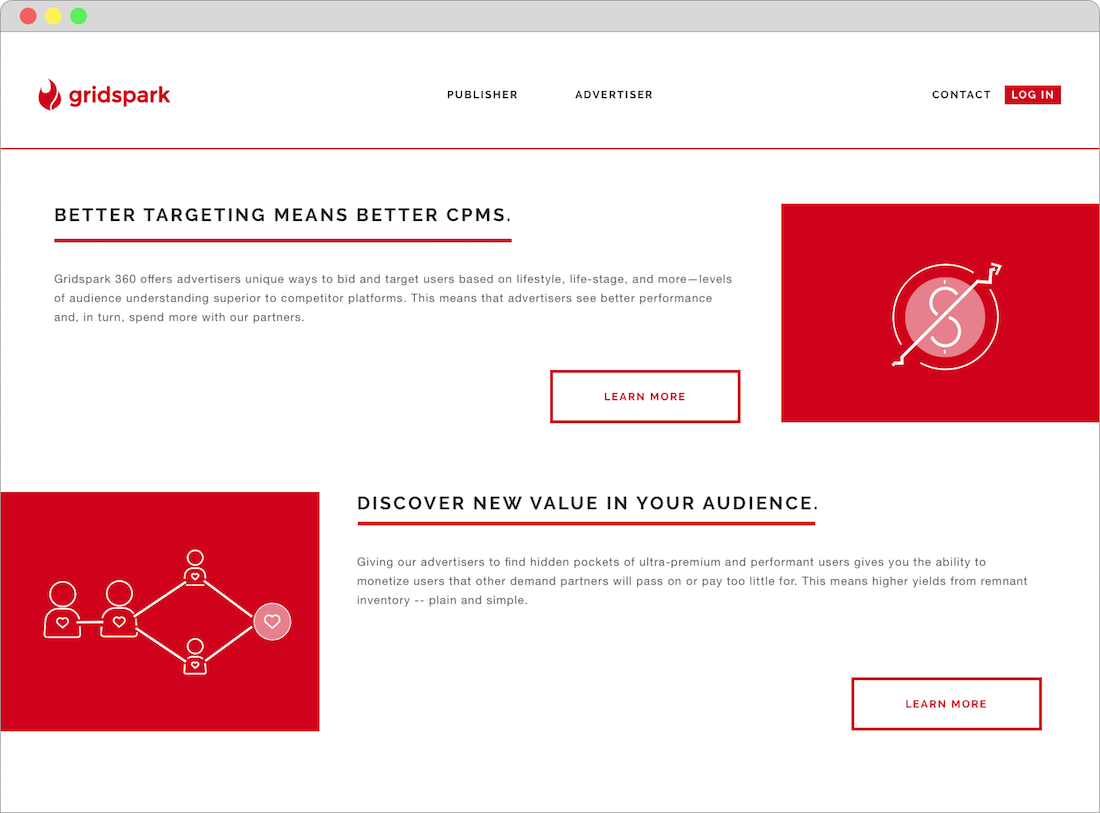 gridspark
PUBLISHER
ADVERTISER
CONTACT
LOG IN
BETTER TARGETING MEANS BETTER CPMS.
Gridspark 360 offers advertisers unique ways to bid and target users based on lifestyle, life-stage, and more—levels
of audience understanding superior to competitor platforms. This means that advertisers see better performance
and, in turn, spend more with our partners.
LEARN MORE
DISCOVER NEW VALUE IN YOUR AUDIENCE.
Giving our advertisers to find hidden pockets of ultra-premium and performant users gives you the ability to
monetize users that other demand partners will pass on or pay too little for. This means higher yields from remnant
inventory -- plain and simple.
LEARN MORE